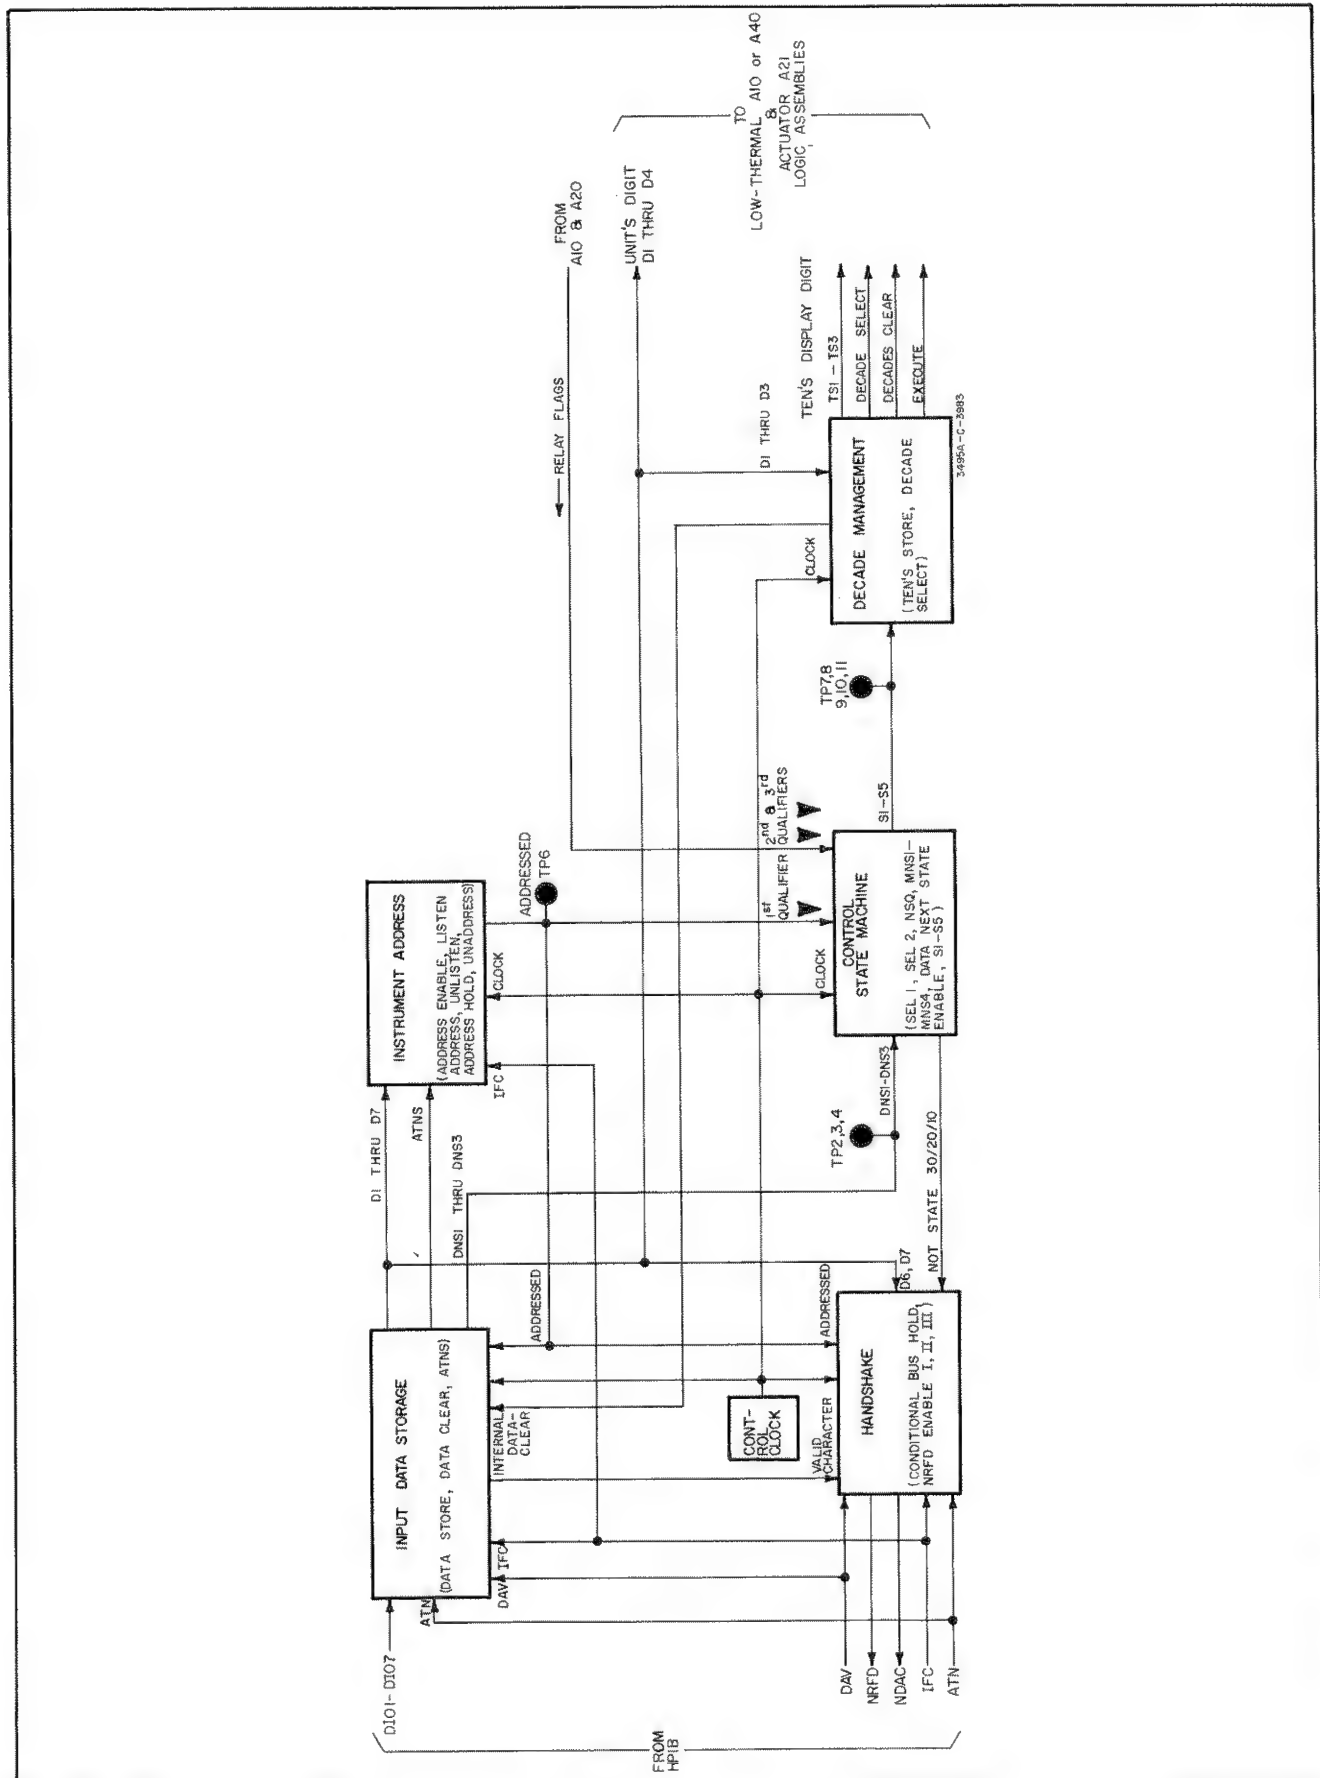 FROM
HPIB
DIO1-DIO7
DAV
NRFD
NDAC
IFC
ATN
ATN
DAV
IFC
INPUT DATA STORAGE
(DATA STORE, DATA CLEAR, ATNS)
INTERNAL
DATA-
CLEAR
ADDRESSED
VALID
CHARACTER
CONT-
ROL
CLOCK
ADDRESSED
HANDSHAKE
(CONDITIONAL BUS HOLD,
NRFD ENABLE I, II, III)
D6, D7
NOT STATE 30/20/10
D1 THRU D7
ATNS
DNS1 THRU DNS3
TP2,3,4
DNS1-DNS3
INSTRUMENT ADDRESS
(ADDRESS ENABLE, LISTEN
ADDRESS, UNLISTEN,
ADDRESS HOLD, UNADDRESS)
IFC
CLOCK
ADDRESSED
TP6
CLOCK
1st
QUALIFIER
2nd & 3rd
QUALIFIERS
CONTROL
STATE MACHINE
(SEL 1, SEL 2, NSQ, MNS1-
MNS4, DATA NEXT STATE
ENABLE, S1-S5)
S1-S5
TP7,8
9,10,11
RELAY FLAGS
FROM
A10 & A20
UNIT'S DIGIT
D1 THRU D4
D1 THRU D3
CLOCK
DECADE MANAGEMENT
(TEN'S STORE, DECADE
SELECT)
TEN'S DISPLAY DIGIT
TS1 - TS3
DECADE SELECT
DECADES CLEAR
EXECUTE
TO
LOW-THERMAL A10 or A40
&
ACTUATOR A21
LOGIC ASSEMBLIES
3495A-C-3983